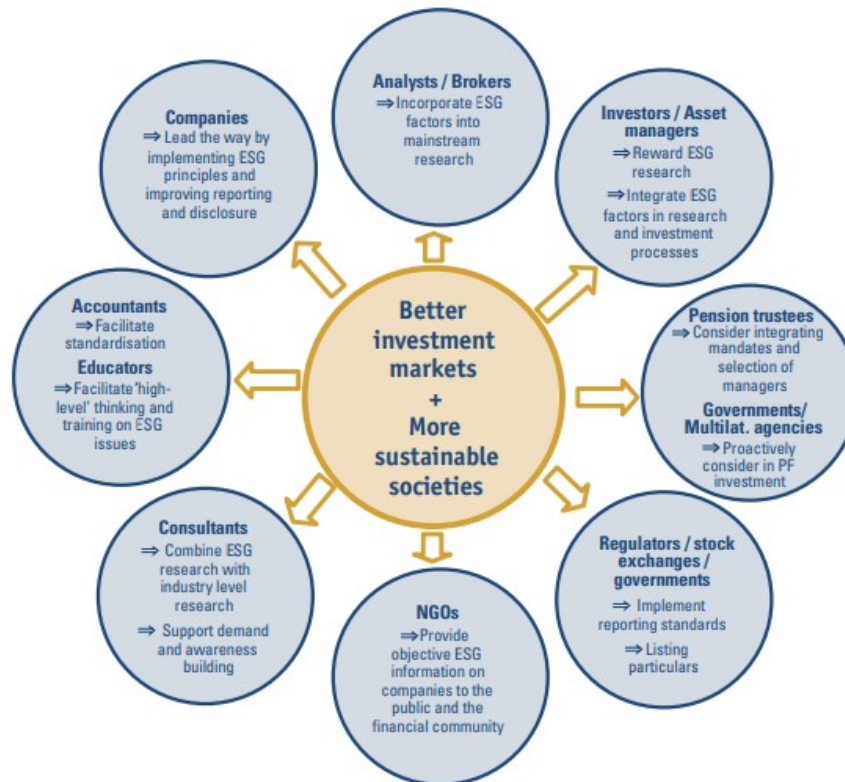 Analysts / Brokers
⇒ Incorporate ESG
factors into
mainstream
research
Investors / Asset
managers
⇒ Reward ESG
research
⇒ Integrate ESG
factors in research
and investment
processes
Pension trustees
⇒ Consider integrating
mandates and
selection of
managers
Governments/
Multilat. agencies
⇒ Proactively
consider in PF
investment
Regulators / stock
exchanges /
governments
⇒ Implement
reporting standards
⇒ Listing
particulars
NGOs
⇒ Provide
objective ESG
information on
companies to the
public and the
financial community
Consultants
⇒ Combine ESG
research with
industry level
research
⇒ Support demand
and awareness
building
Accountants
⇒ Facilitate
standardisation
Educators
⇒ Facilitate ‘high-
level’ thinking and
training on ESG
issues
Companies
⇒ Lead the way by
implementing ESG
principles and
improving reporting
and disclosure
Better
investment
markets
+
More
sustainable
societies